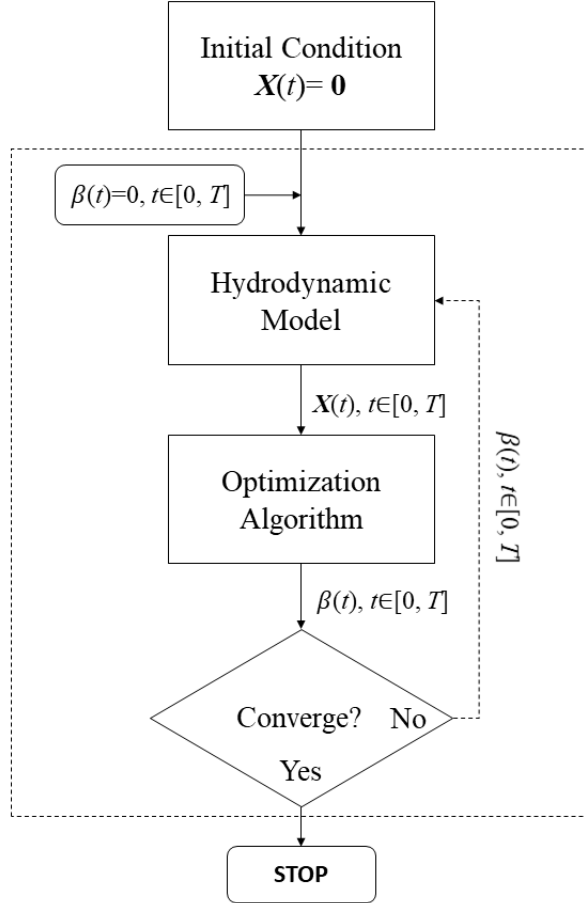 Initial Condition
X(t)= 0
β(t)=0, t∈[0, T]
Hydrodynamic
Model
X(t), t∈[0, T]
β(t), t∈[0, T]
Optimization
Algorithm
β(t), t∈[0, T]
Converge? No
Yes
STOP